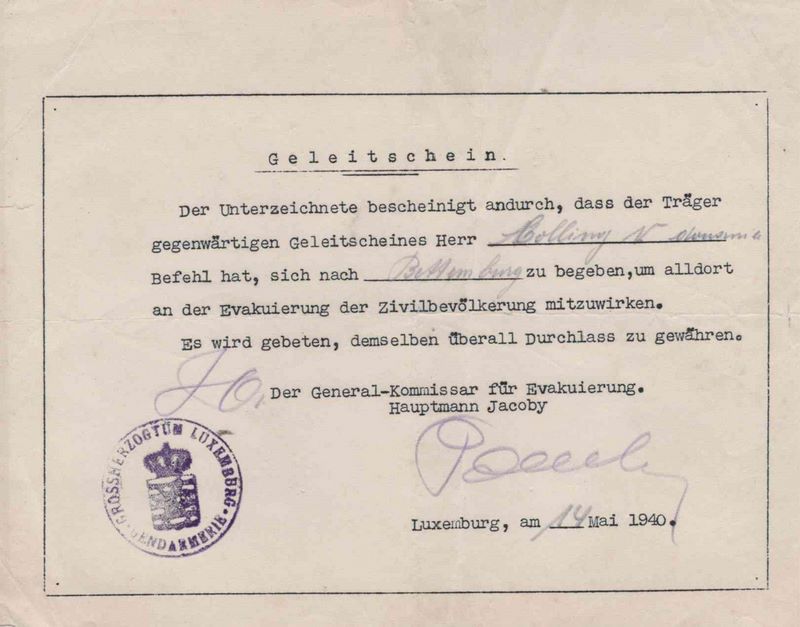 Geleitschein.
Der Unterzeichnete bescheinigt andurch, dass der Träger
gegenwärtigen Geleitscheines Herr Holling V
Befehl hat, sich nach Bettemburg zu begeben,um alldort
an der Evakuierung der Zivilbevölkerung mitzuwirken.
Es wird gebeten, demselben überall Durchlass zu gewähren.
Der General-Kommissar für Evakuierung.
Hauptmann Jacoby
GROSSHERZOGTUM LUXEMBURG
GENDARMERIE
Luxemburg, am 14 Mai 1940.